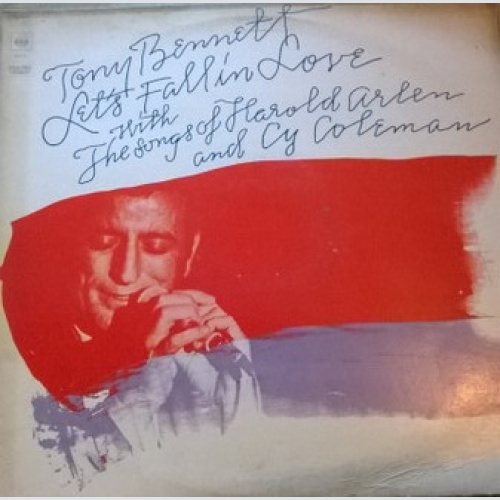 Tony Bennett
Let's Fall in Love
with
The songs of Harold Arlen
and Cy Coleman